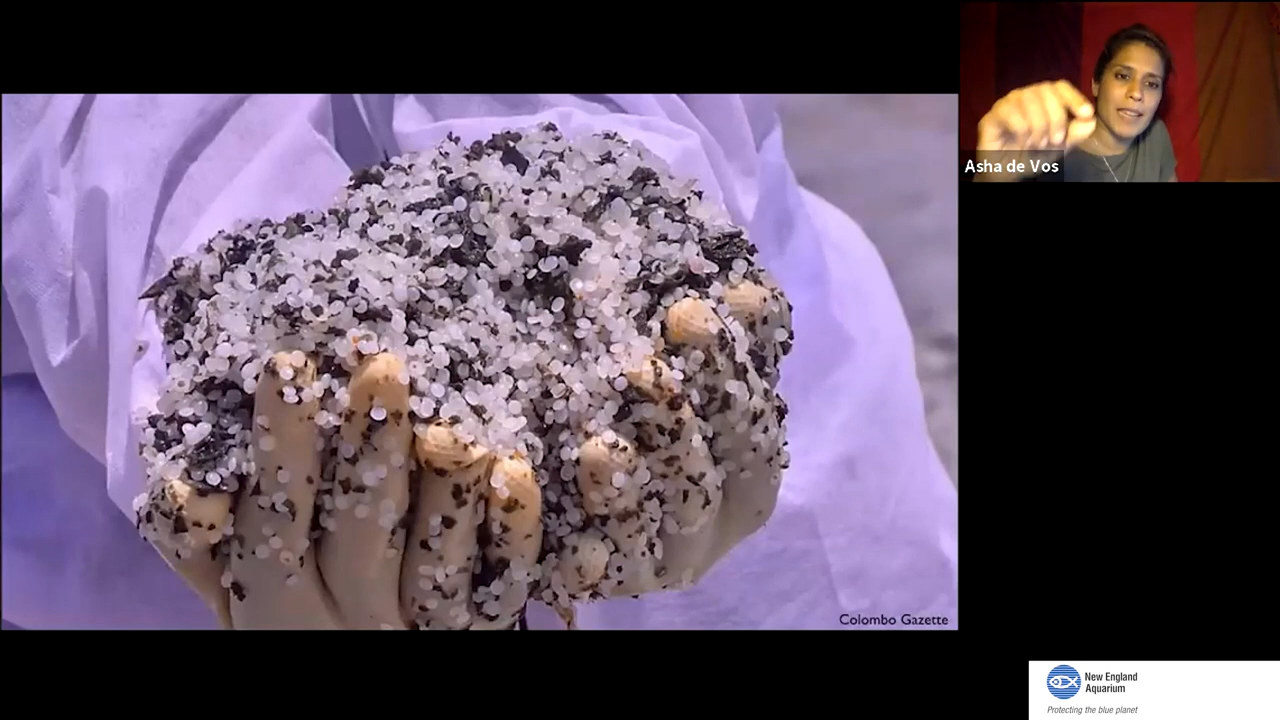 Asha de Vos
Colombo Gazette
New England
Aquarium
Protecting the blue planet